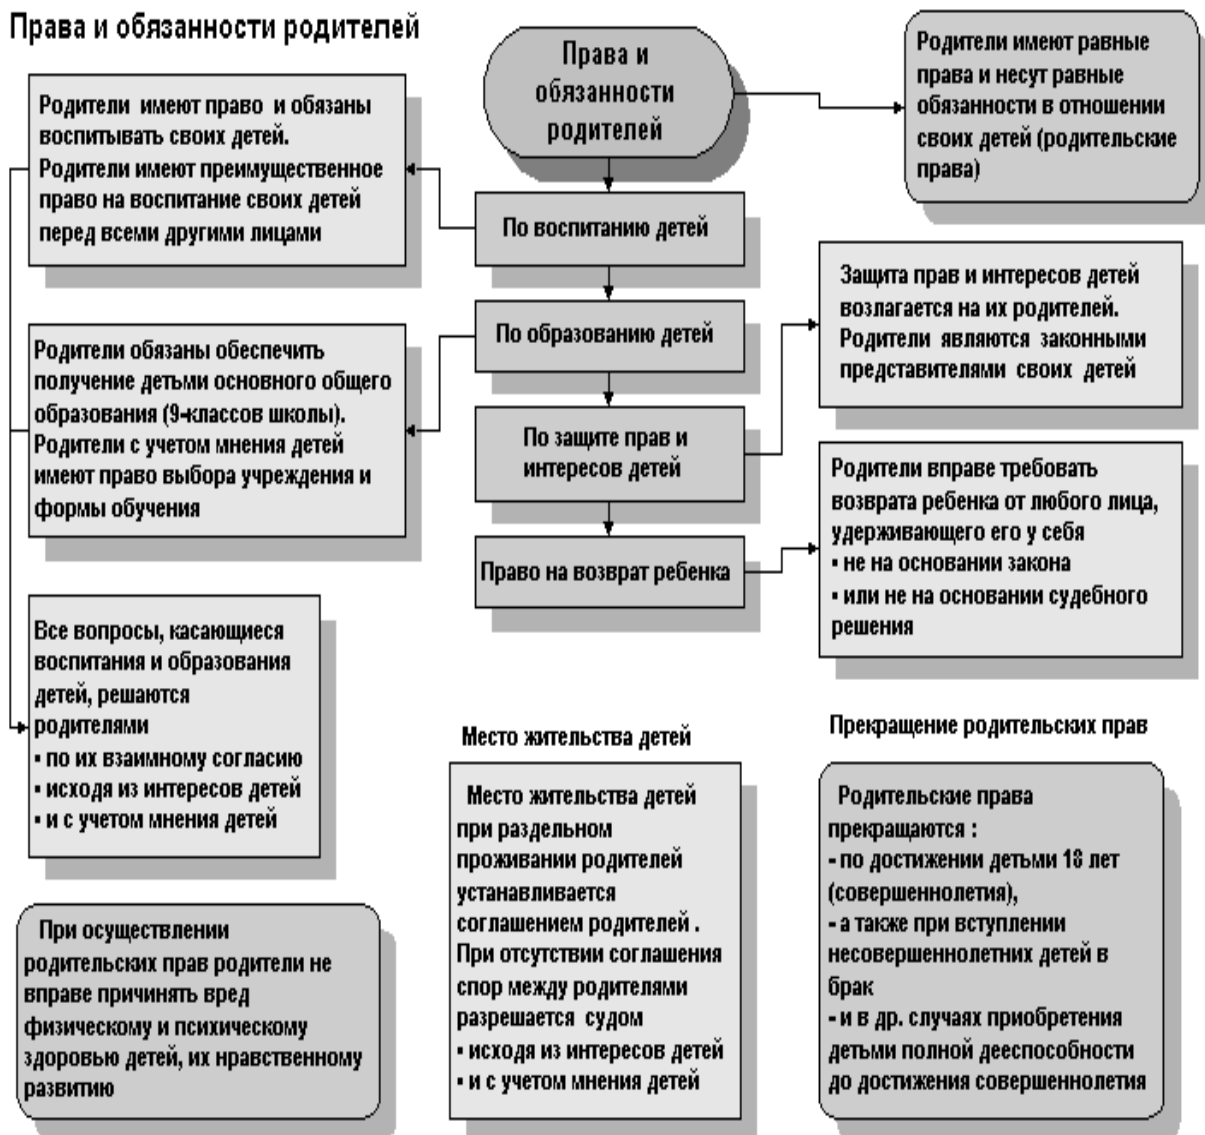 Права и обязанности родителей
Права и
обязанности
родителей
Родители имеют равные
права и несут равные
обязанности в отношении
своих детей (родительские
права)
Родители имеют право и обязаны
воспитывать своих детей.
Родители имеют преимущественное
право на воспитание своих детей
перед всеми другими лицами
По воспитанию детей
По образованию детей
Защита прав и интересов детей
возлагается на их родителей.
Родители являются законными
представителями своих детей
Родители обязаны обеспечить
получение детьми основного общего
образования (9-классов школы).
Родители с учетом мнения детей
имеют право выбора учреждения и
формы обучения
По защите прав и
интересов детей
Родители вправе требовать
возврата ребенка от любого лица,
удерживающего его у себя
▪ не на основании закона
▪ или не на основании судебного
решения
Право на возврат ребенка
Все вопросы, касающиеся
воспитания и образования
детей, решаются
родителями
▪ по их взаимному согласию
▪ исходя из интересов детей
▪ и с учетом мнения детей
Место жительства детей
Место жительства детей
при раздельном
проживании родителей
устанавливается
соглашением родителей .
При отсутствии соглашения
спор между родителями
разрешается судом
▪ исходя из интересов детей
▪ и с учетом мнения детей
Прекращение родительских прав
Родительские права
прекращаются :
- по достижении детьми 18 лет
(совершеннолетия),
- а также при вступлении
несовершеннолетних детей в
брак
- и в др. случаях приобретения
детьми полной дееспособности
до достижения совершеннолетия
При осуществлении
родительских прав родители не
вправе причинять вред
физическому и психическому
здоровью детей, их нравственному
развитию